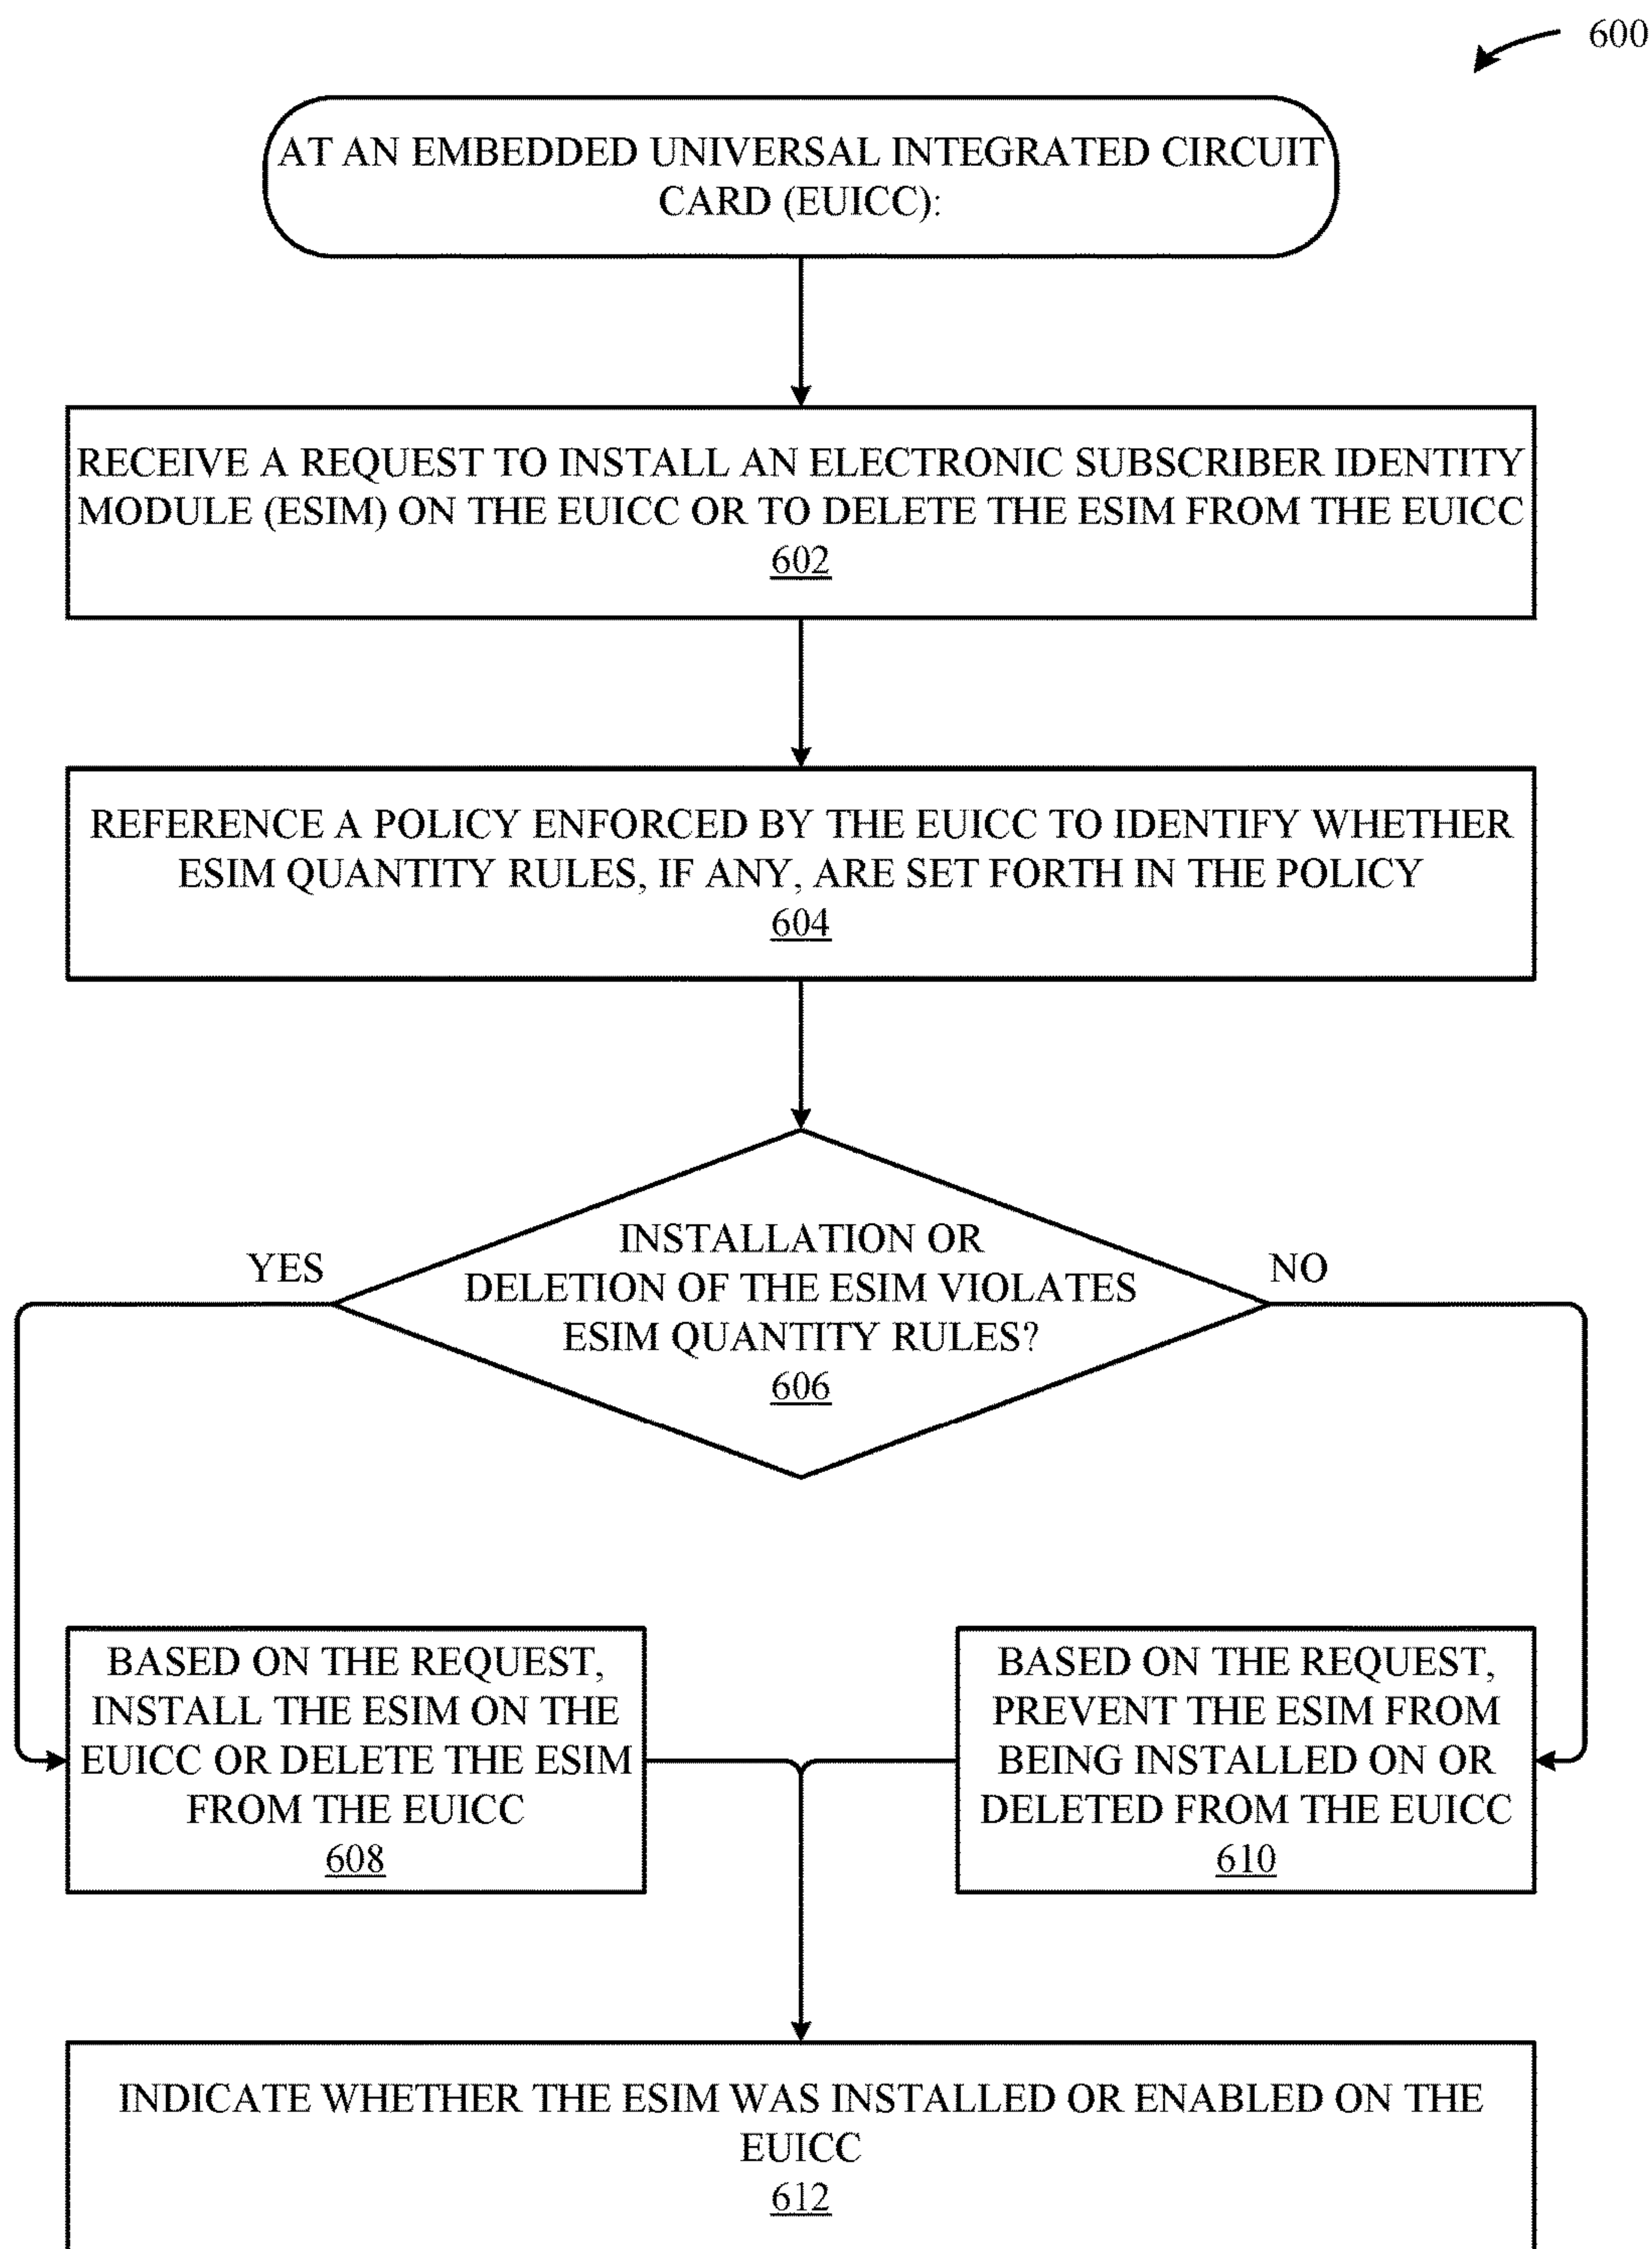 600
AT AN EMBEDDED UNIVERSAL INTEGRATED CIRCUIT
CARD (EUICC):
RECEIVE A REQUEST TO INSTALL AN ELECTRONIC SUBSCRIBER IDENTITY
MODULE (ESIM) ON THE EUICC OR TO DELETE THE ESIM FROM THE EUICC
602
REFERENCE A POLICY ENFORCED BY THE EUICC TO IDENTIFY WHETHER
ESIM QUANTITY RULES, IF ANY, ARE SET FORTH IN THE POLICY
604
INSTALLATION OR
DELETION OF THE ESIM VIOLATES
ESIM QUANTITY RULES?
606
YES
NO
BASED ON THE REQUEST,
INSTALL THE ESIM ON THE
EUICC OR DELETE THE ESIM
FROM THE EUICC
608
BASED ON THE REQUEST,
PREVENT THE ESIM FROM
BEING INSTALLED ON OR
DELETED FROM THE EUICC
610
INDICATE WHETHER THE ESIM WAS INSTALLED OR ENABLED ON THE
EUICC
612